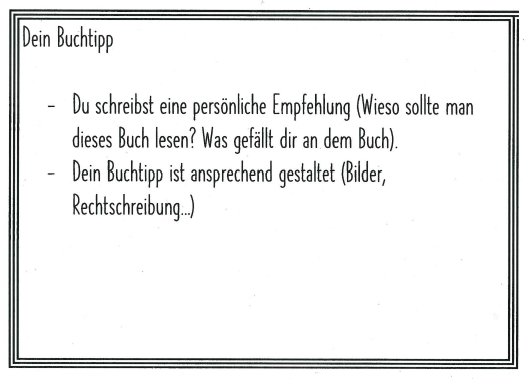 Dein Buchtipp
- Du schreibst eine persönliche Empfehlung (Wieso sollte man
dieses Buch lesen? Was gefällt dir an dem Buch).
- Dein Buchtipp ist ansprechend gestaltet (Bilder,
Rechtschreibung...)